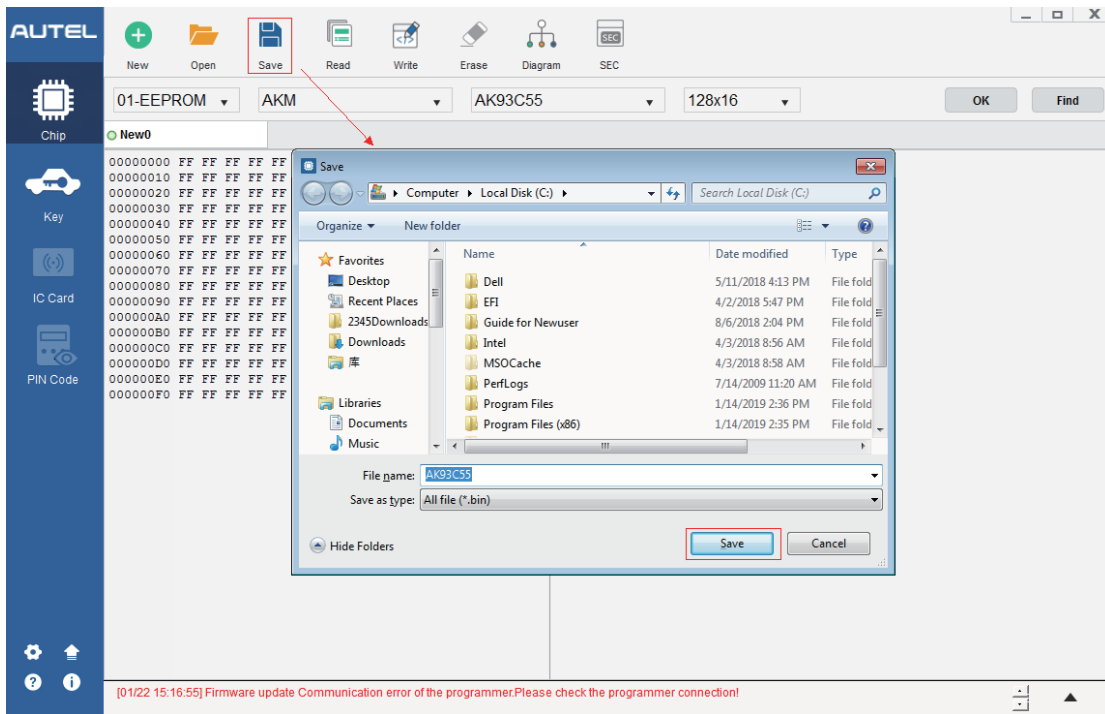 AUTEL
New Open Save Read Write Erase Diagram SEC
SEC
01-EEPROM AKM AK93C55 128x16 OK Find
Chip
New0
Key
IC Card
PIN Code
00000000 FF FF FF FF FF
00000010 FF FF FF FF FF
00000020 FF FF FF FF FF
00000030 FF FF FF FF FF
00000040 FF FF FF FF FF
00000050 FF FF FF FF FF
00000060 FF FF FF FF FF
00000070 FF FF FF FF FF
00000080 FF FF FF FF FF
00000090 FF FF FF FF FF
000000A0 FF FF FF FF FF
000000B0 FF FF FF FF FF
000000C0 FF FF FF FF FF
000000D0 FF FF FF FF FF
000000E0 FF FF FF FF FF
000000F0 FF FF FF FF FF
Save
Computer Local Disk (C:) Search Local Disk (C:)
Organize New folder
Favorites
Desktop
Recent Places
2345Downloads
Downloads
库
Libraries
Documents
Music
Name Date modified Type
Dell 5/11/2018 4:13 PM File fold
EFI 4/2/2018 5:47 PM File fold
Guide for Newuser 8/6/2018 2:04 PM File fold
Intel 4/3/2018 8:56 AM File fold
MSOCache 4/3/2018 8:58 AM File fold
PerfLogs 7/14/2009 11:20 AM File fold
Program Files 1/14/2019 2:36 PM File fold
Program Files (x86) 1/14/2019 2:35 PM File fold
File name: AK93C55
Save as type: All file (*.bin)
Hide Folders Save Cancel
[01/22 15:16:55] Firmware update Communication error of the programmer.Please check the programmer connection!